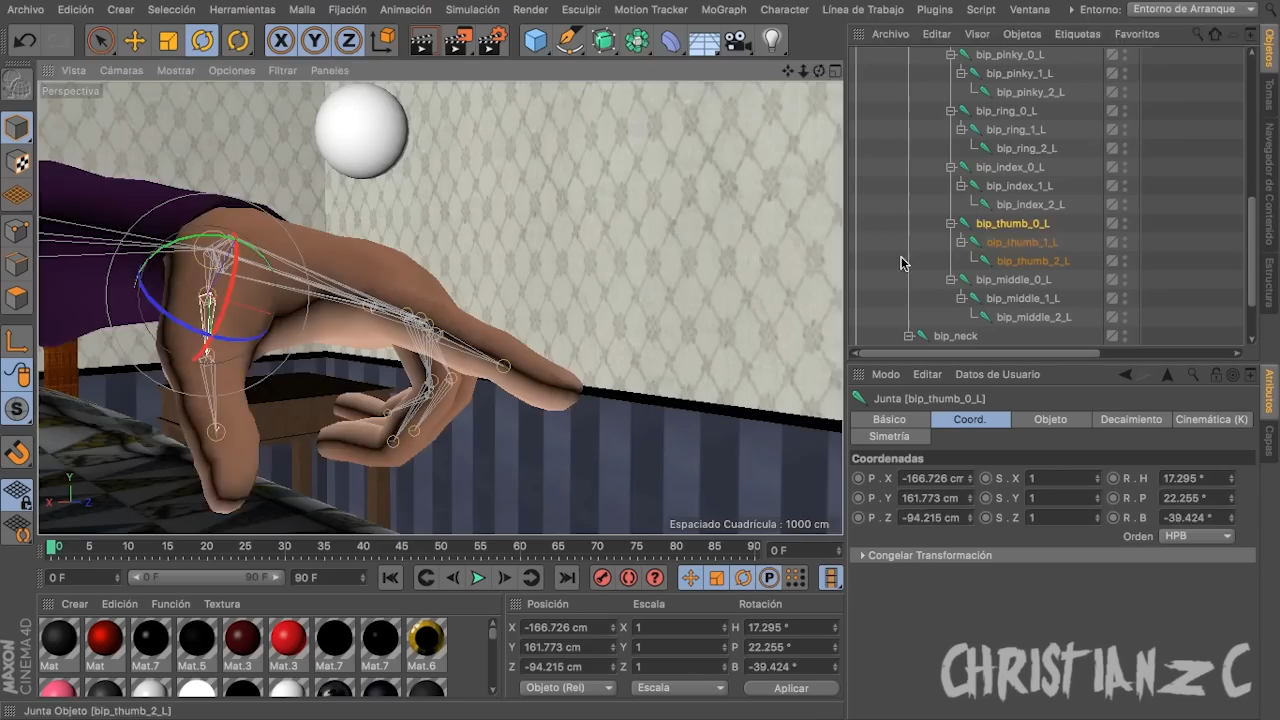 Archivo Edición Crear Selección Herramientas Malla Fijación Animación Simulación Render Esculpir Motion Tracker MoGraph Character Línea de Trabajo Plugins Script Ventana Entorno: Entorno de Arranque
Archivo Editar Visor Objetos Etiquetas Favoritos
Vista Cámaras Mostrar Opciones Filtrar Paneles
Perspectiva
bip_pinky_0_L
bip_pinky_1_L
bip_pinky_2_L
bip_ring_0_L
bip_ring_1_L
bip_ring_2_L
bip_index_0_L
bip_index_1_L
bip_index_2_L
bip_thumb_0_L
bip_thumb_1_L
bip_thumb_2_L
bip_middle_0_L
bip_middle_1_L
bip_middle_2_L
bip_neck
Objetos
Tomas
Navegador de Contenido
Estructura
Y
X Z
Espaciado Cuadrícula : 1000 cm
Modo Editar Datos de Usuario
Junta [bip_thumb_0_L]
Básico Coord. Objeto Decaimiento Cinemática (K)
Simetría
Coordenadas
P . X -166.726 cm S . X 1 R . H 17.295 °
P . Y 161.773 cm S . Y 1 R . P 22.255 °
P . Z -94.215 cm S . Z 1 R . B -39.424 °
Orden HPB
Congelar Transformación
Atributos
Capas
0 5 10 15 20 25 30 35 40 45 50 55 60 65 70 75 80 85 90 0 F
0 F 0 F 90 F 90 F
Crear Edición Función Textura
Mat Mat Mat.7 Mat.5 Mat.3 Mat.3 Mat.7 Mat.7 Mat.6
Posición Escala Rotación
X -166.726 cm X 1 H 17.295 °
Y 161.773 cm Y 1 P 22.255 °
Z -94.215 cm Z 1 B -39.424 °
Objeto (Rel) Escala Aplicar
MAXON
CINEMA 4D
Junta Objeto [bip_thumb_2_L]
CHRISTIANZC